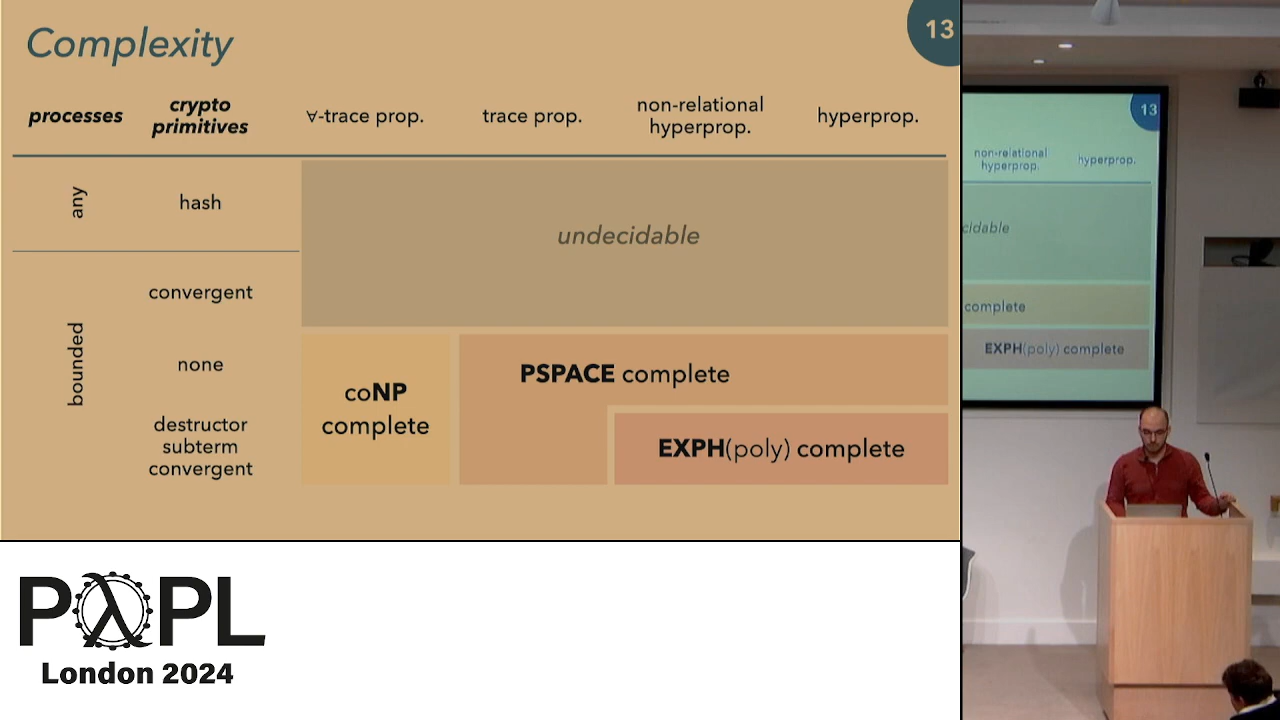 Complexity
13
processes
crypto
primitives
∀-trace prop.
trace prop.
non-relational
hyperprop.
hyperprop.
any
hash
undecidable
bounded
convergent
none
coNP
complete
PSPACE complete
destructor
subterm
convergent
EXPH(poly) complete
PλPL
London 2024
13
non-relational
hyperprop.
hyperprop.
cidable
complete
EXPH(poly) complete